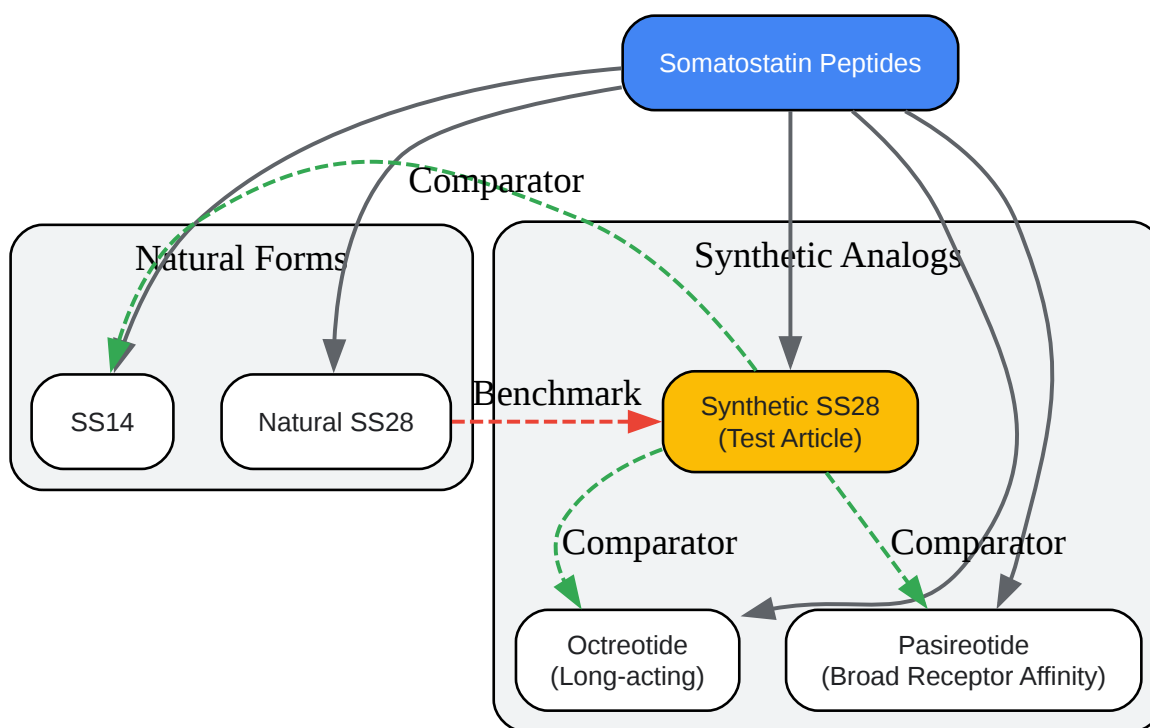 Somatostatin Peptides
Comparator
Natural Forms
Synthetic Analogs
SS14
Natural SS28
Benchmark
Synthetic SS28
(Test Article)
Comparator
Comparator
Octreotide
(Long-acting)
Pasireotide
(Broad Receptor Affinity)